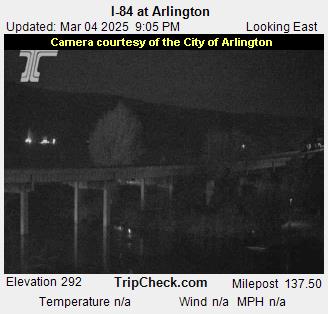 I-84 at Arlington
Updated: Mar 04 2025 9:05 PM Looking East
Camera courtesy of the City of Arlington
Elevation 292 TripCheck.com Milepost 137.50
Temperature n/a Wind n/a MPH n/a